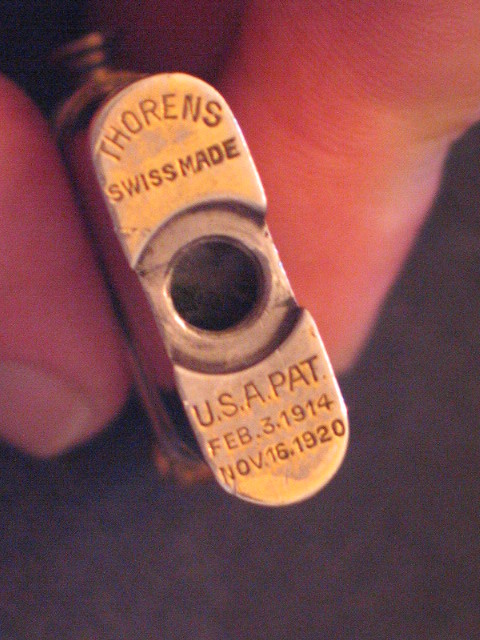 THORENS
SWISS MADE
U.S.A. PAT.
FEB. 3. 1914
NOV. 16. 1920